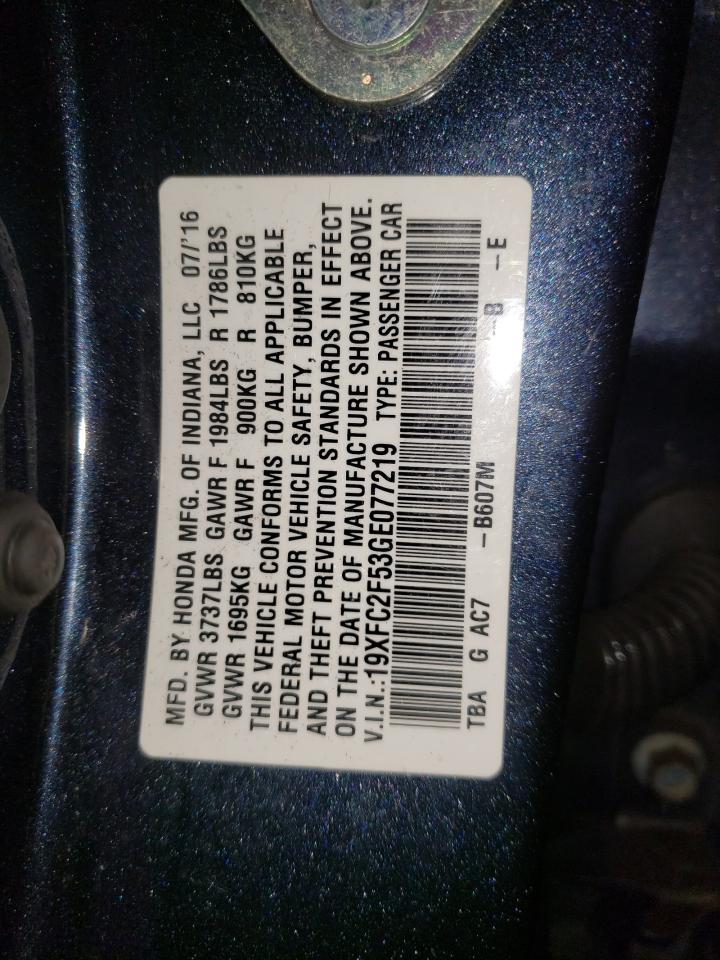 MFD. BY HONDA MFG. OF INDIANA, LLC 07/'16
GVWR 3737LBS GAWR F 1984LBS R 1786LBS
GVWR 1695KG GAWR F 900KG R 810KG
THIS VEHICLE CONFORMS TO ALL APPLICABLE
FEDERAL MOTOR VEHICLE SAFETY, BUMPER,
AND THEFT PREVENTION STANDARDS IN EFFECT
ON THE DATE OF MANUFACTURE SHOWN ABOVE.
V.I.N.:19XFC2F53GE077219 TYPE: PASSENGER CAR
TBA G AC7 -B607M -B -E